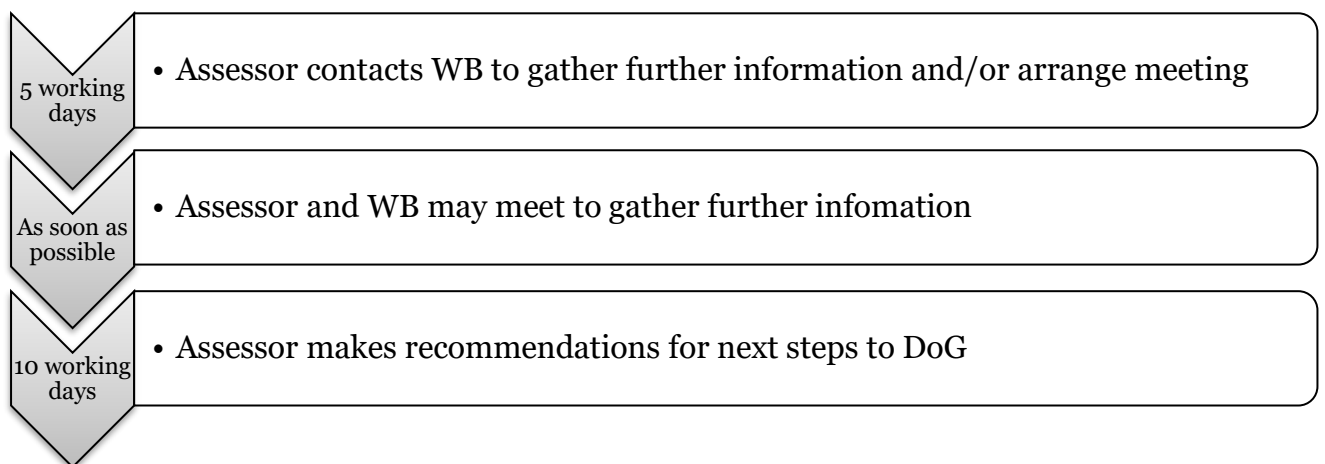 5 working
days
• Assessor contacts WB to gather further information and/or arrange meeting
As soon as
possible
• Assessor and WB may meet to gather further infomation
10 working
days
• Assessor makes recommendations for next steps to DoG